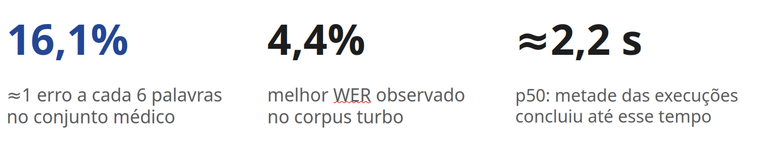 16,1%
≈1 erro a cada 6 palavras
no conjunto médico
4,4%
melhor WER observado
no corpus turbo
≈2,2 s
p50: metade das execuções
concluiu até esse tempo